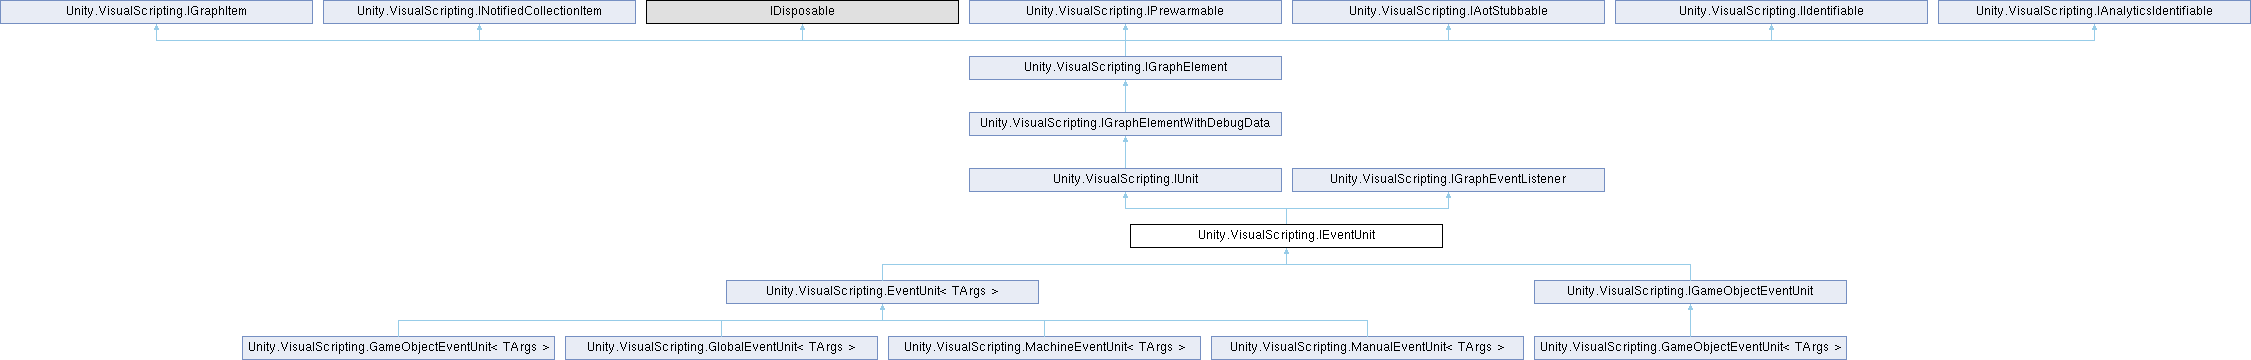 Unity.VisualScripting.IGraphItem
Unity.VisualScripting.INotifiedCollectionItem
IDisposable
Unity.VisualScripting.IPrewarmable
Unity.VisualScripting.IAotStubbable
Unity.VisualScripting.IIdentifiable
Unity.VisualScripting.IAnalyticsIdentifiable
Unity.VisualScripting.IGraphElement
Unity.VisualScripting.IGraphElementWithDebugData
Unity.VisualScripting.IUnit
Unity.VisualScripting.IGraphEventListener
Unity.VisualScripting.IEventUnit
Unity.VisualScripting.EventUnit< TArgs >
Unity.VisualScripting.IGameObjectEventUnit
Unity.VisualScripting.GameObjectEventUnit< TArgs >
Unity.VisualScripting.GlobalEventUnit< TArgs >
Unity.VisualScripting.MachineEventUnit< TArgs >
Unity.VisualScripting.ManualEventUnit< TArgs >
Unity.VisualScripting.GameObjectEventUnit< TArgs >